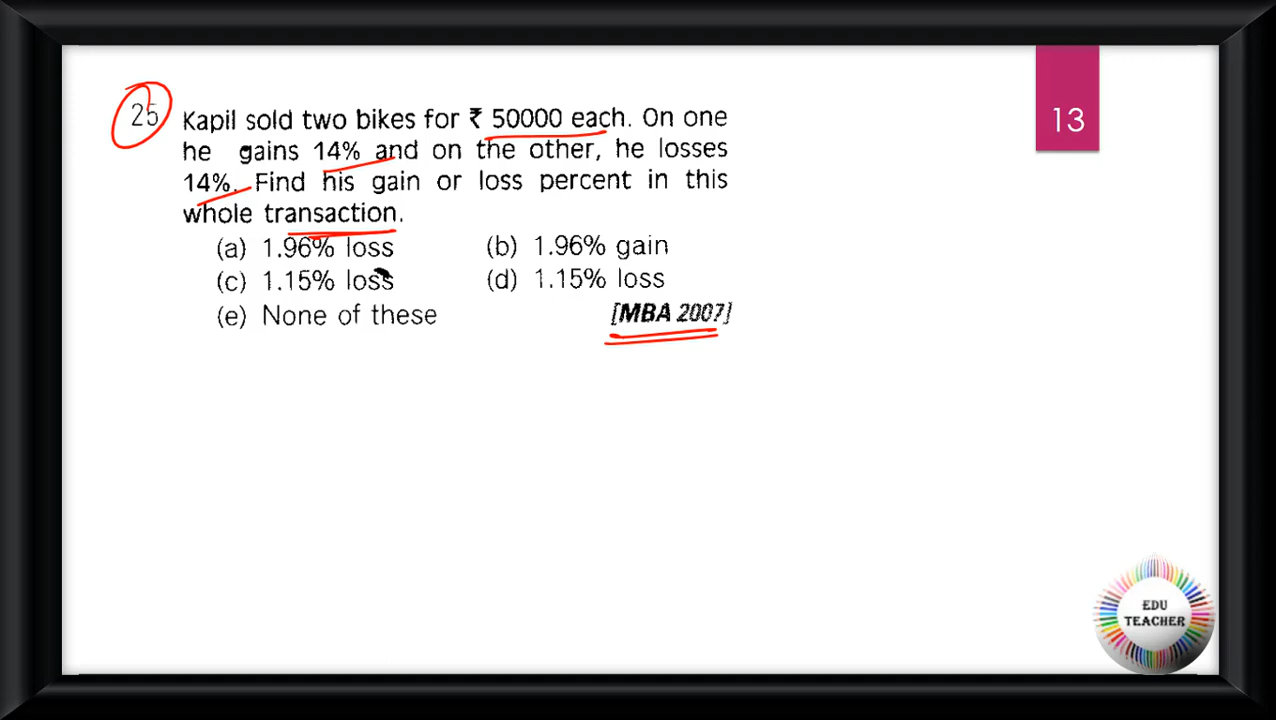 13
25 Kapil sold two bikes for ₹ 50000 each. On one
he gains 14% and on the other, he losses
14%. Find his gain or loss percent in this
whole transaction.
(a) 1.96% loss (b) 1.96% gain
(c) 1.15% loss (d) 1.15% loss
(e) None of these [MBA 2007]
EDU
TEACHER